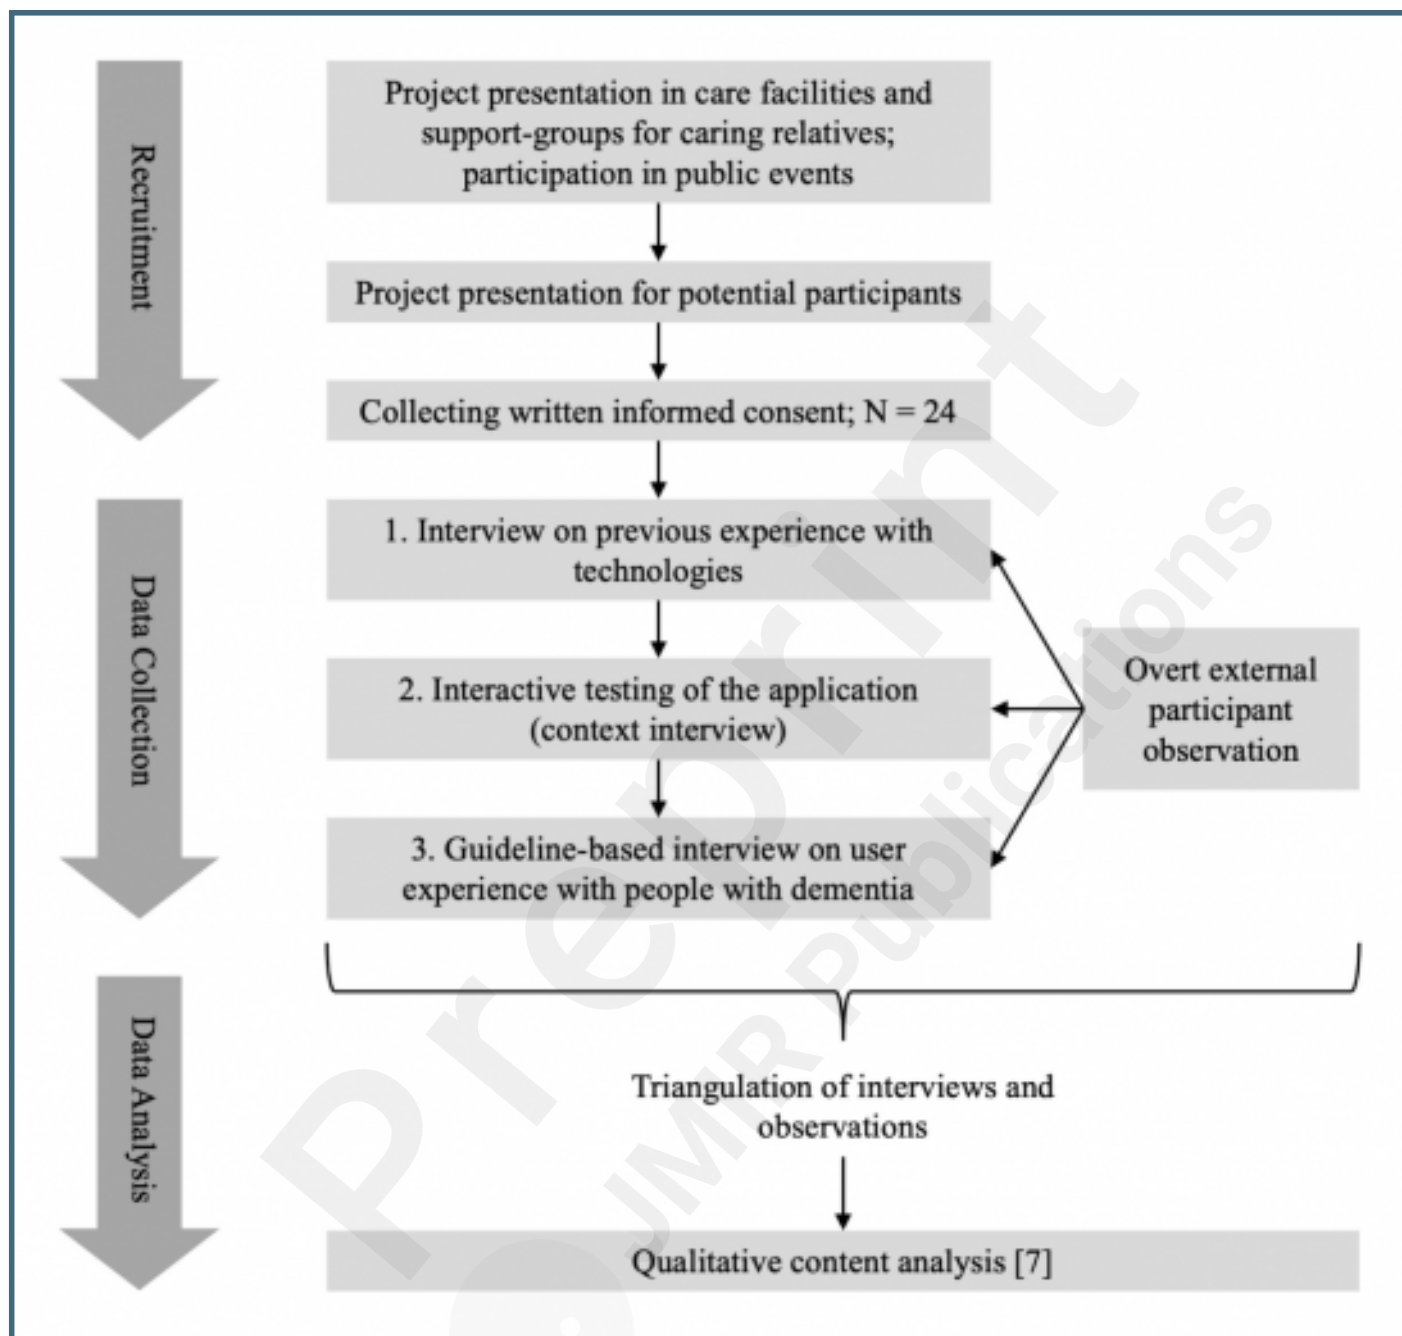 Recruitment
Project presentation in care facilities and
support-groups for caring relatives;
participation in public events
Project presentation for potential participants
Collecting written informed consent; N = 24
Data Collection
1. Interview on previous experience with
technologies
2. Interactive testing of the application
(context interview)
3. Guideline-based interview on user
experience with people with dementia
Overt external
participant
observation
Data Analysis
Triangulation of interviews and
observations
Qualitative content analysis [7]
Preprint
JMIR Publications